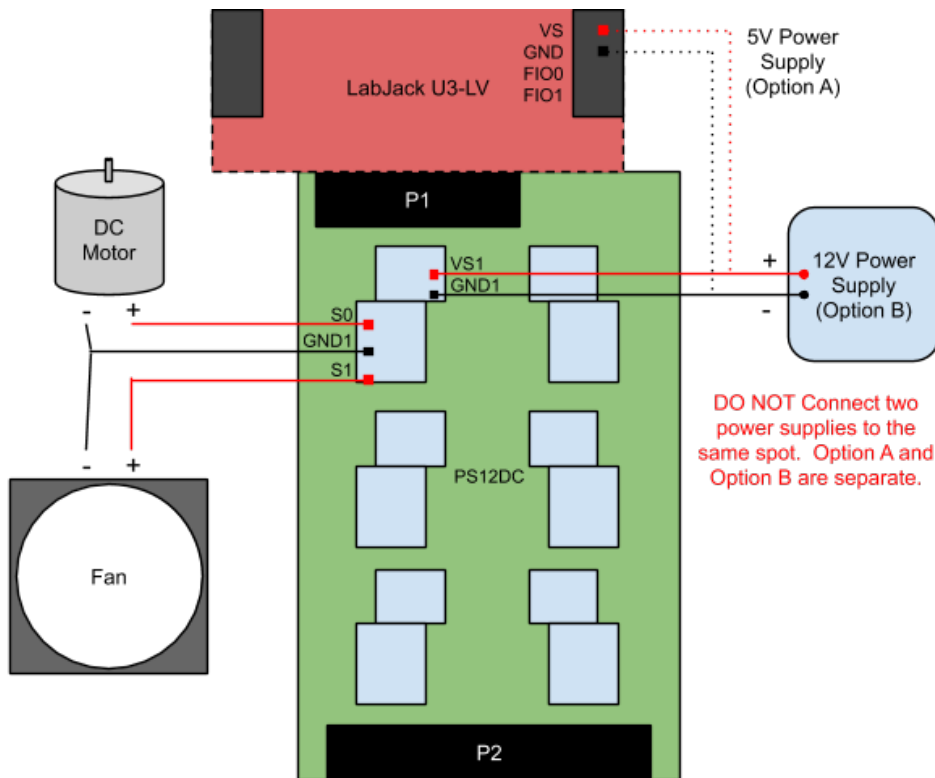 VS
GND
FIO0
FIO1
LabJack U3-LV
5V Power
Supply
(Option A)
P1
DC
Motor
VS1
GND1
+
-
12V Power
Supply
(Option B)
- +
S0
GND1
S1
DO NOT Connect two
power supplies to the
same spot. Option A and
Option B are separate.
- +
PS12DC
Fan
P2